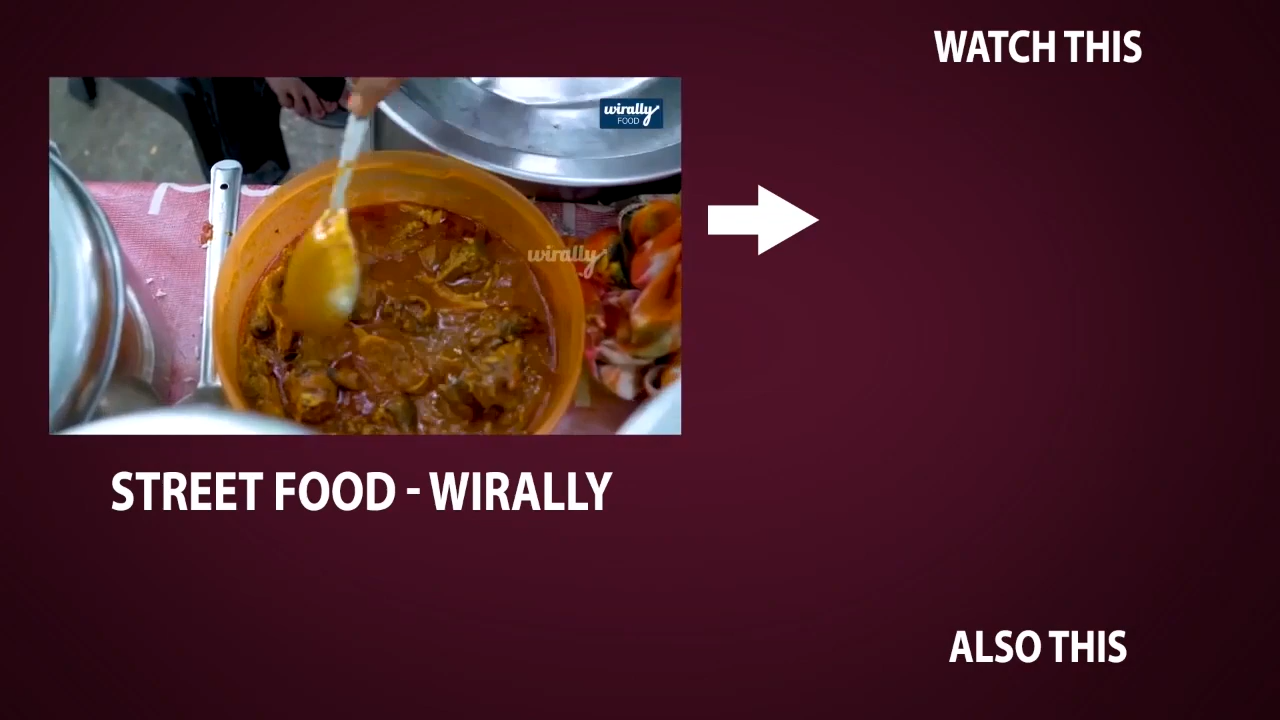 WATCH THIS
wirally
FOOD
wirally
STREET FOOD - WIRALLY
ALSO THIS